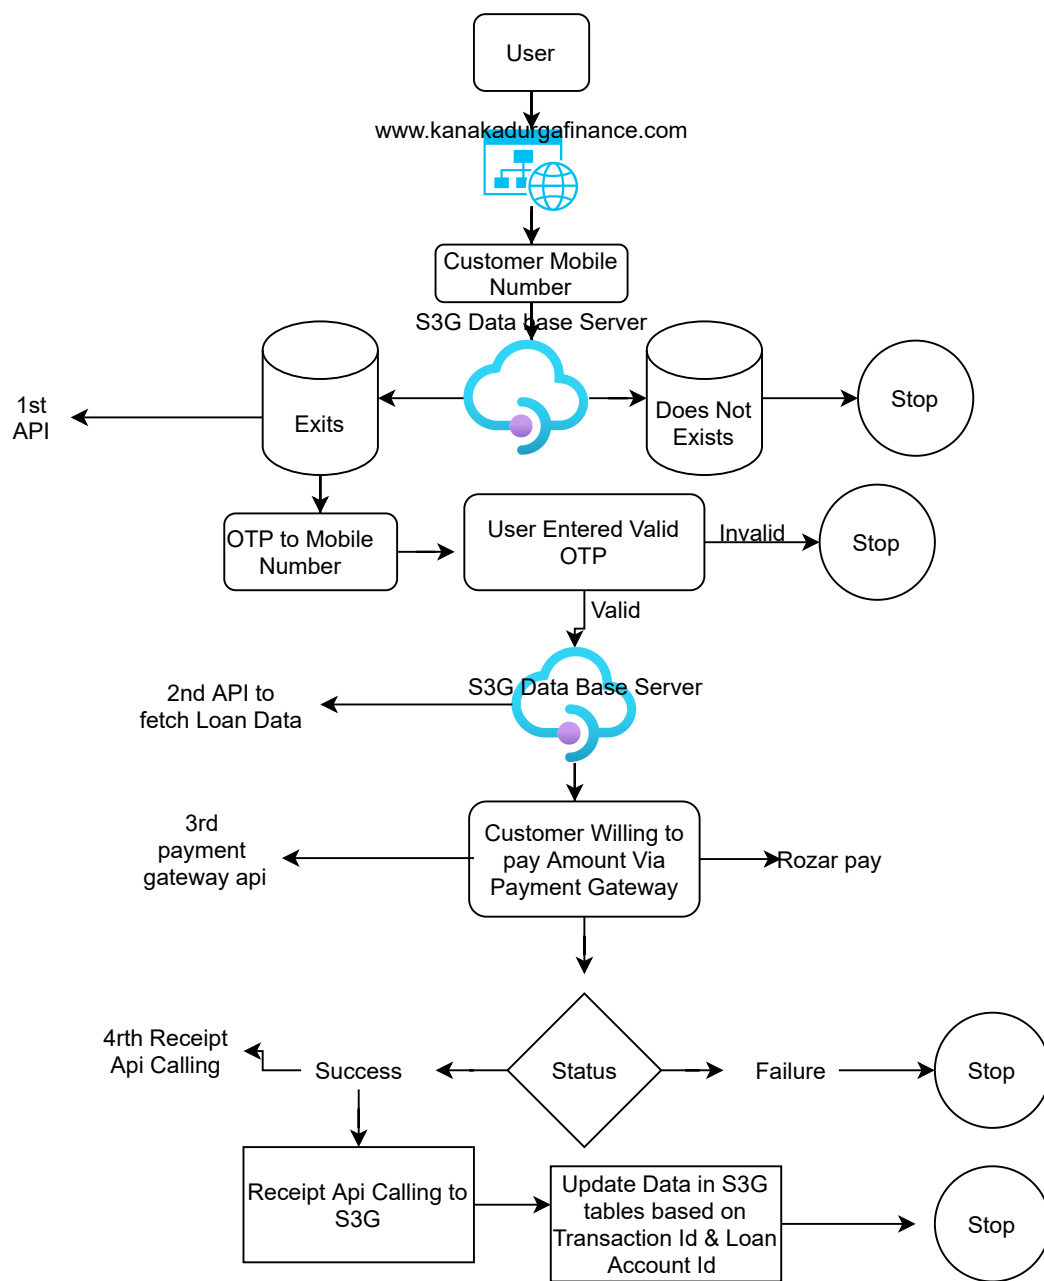 User
www.kanakadurgafinance.com
Customer Mobile
Number
S3G Data base Server
1st
API
Exits
Does Not
Exists
Stop
OTP to Mobile
Number
User Entered Valid
OTP
Invalid
Stop
Valid
2nd API to
fetch Loan Data
S3G Data Base Server
3rd
payment
gateway api
Customer Willing to
pay Amount Via
Payment Gateway
Rozar pay
4rth Receipt
Api Calling
Success
Status
Failure
Stop
Receipt Api Calling to
S3G
Update Data in S3G
tables based on
Transaction Id & Loan
Account Id
Stop